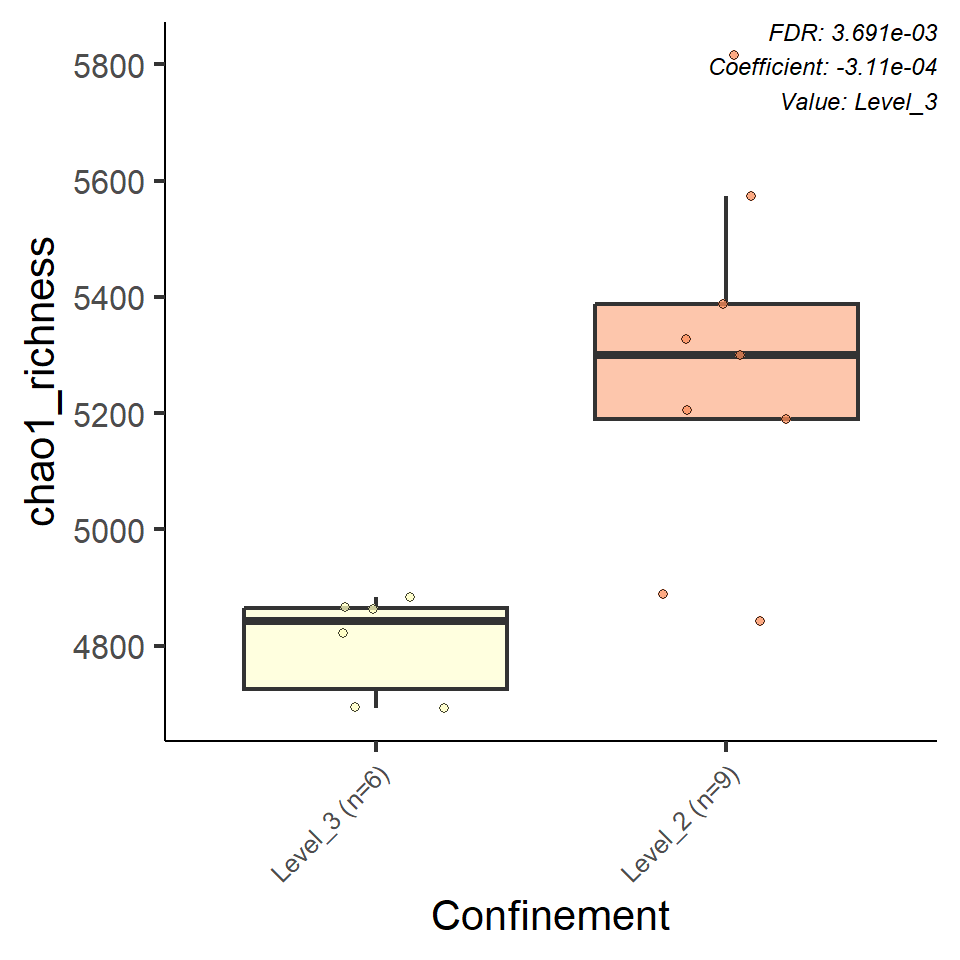 FDR: 3.691e-03
Coefficient: -3.11e-04
Value: Level_3
5800
5600
5400
5200
5000
4800
chao1_richness
Level_3 (n=6)
Level_2 (n=9)
Confinement